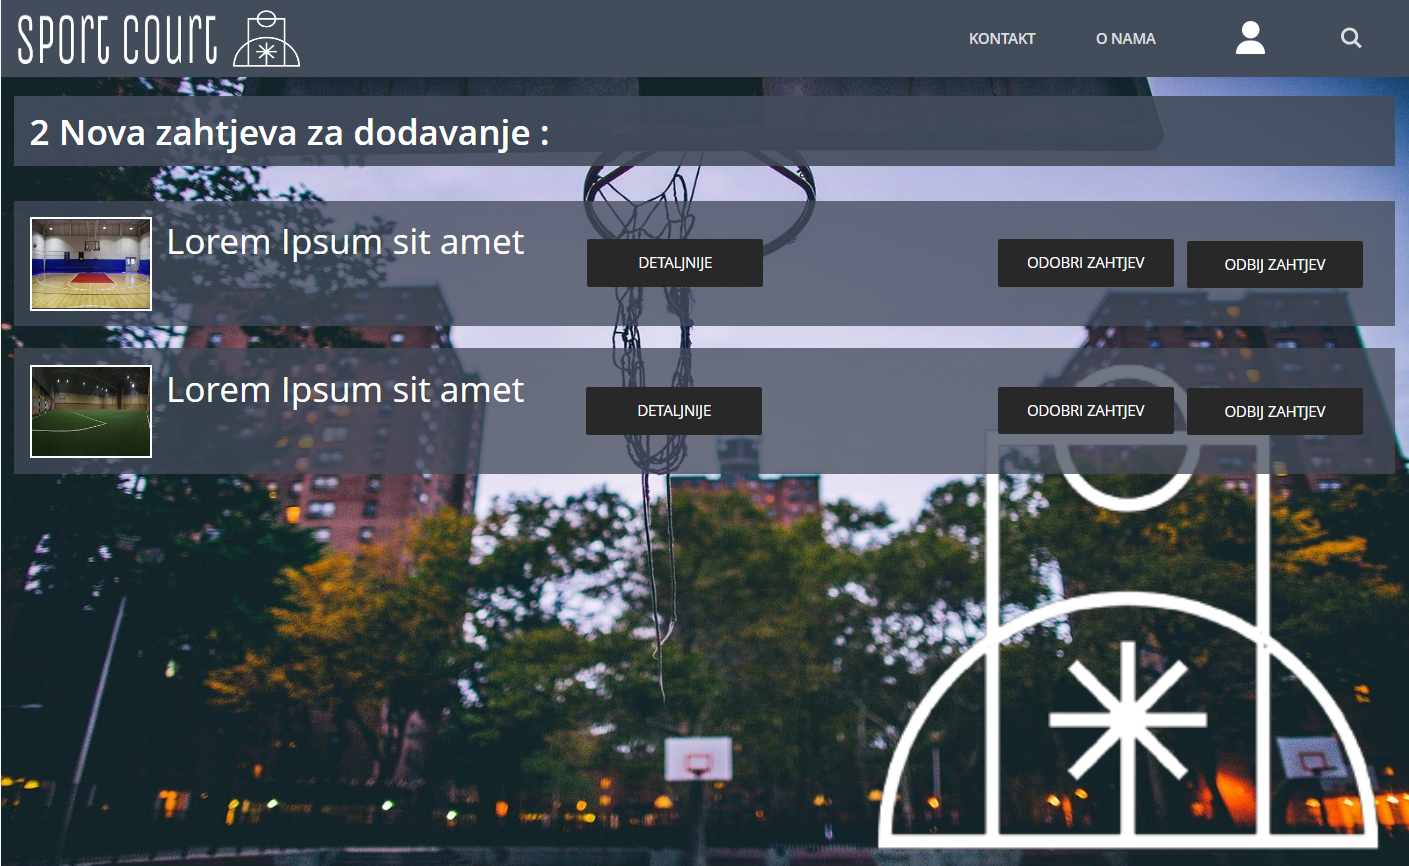 sport court
KONTAKT
O NAMA
2 Nova zahtjeva za dodavanje :
Lorem Ipsum sit amet
DETALJNIJE
ODOBRI ZAHTJEV
ODBIJ ZAHTJEV
Lorem Ipsum sit amet
DETALJNIJE
ODOBRI ZAHTJEV
ODBIJ ZAHTJEV